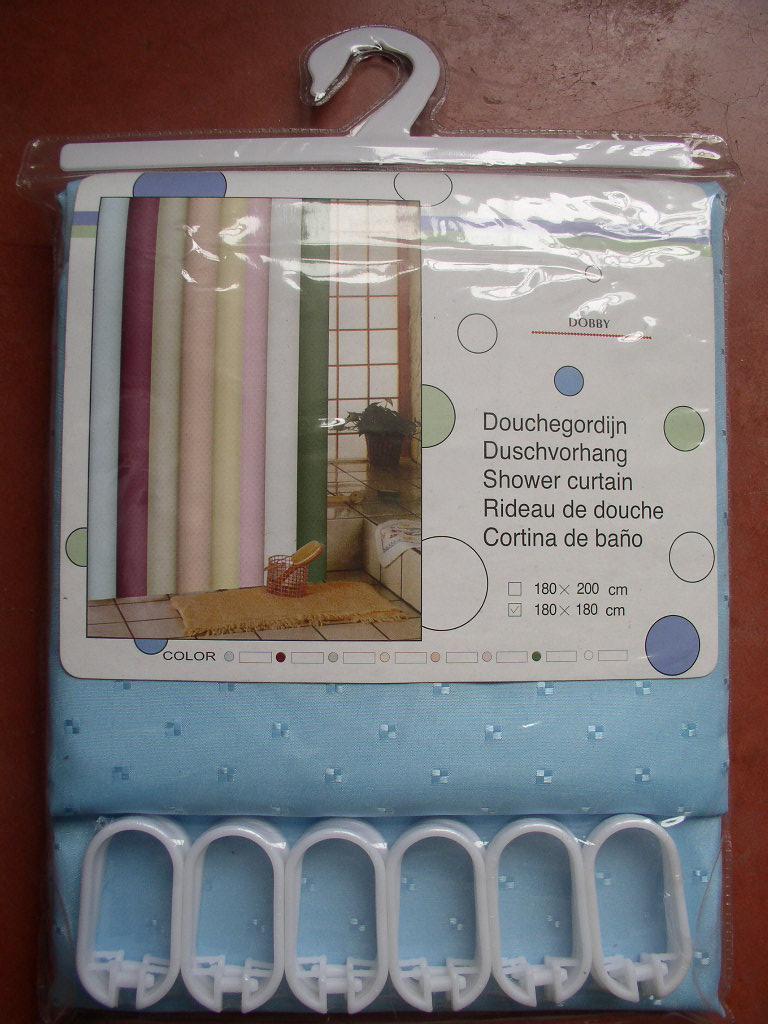 DOBBY
Douchegordijn
Duschvorhang
Shower curtain
Rideau de douche
Cortina de baño
180× 200 cm
180× 180 cm
COLOR